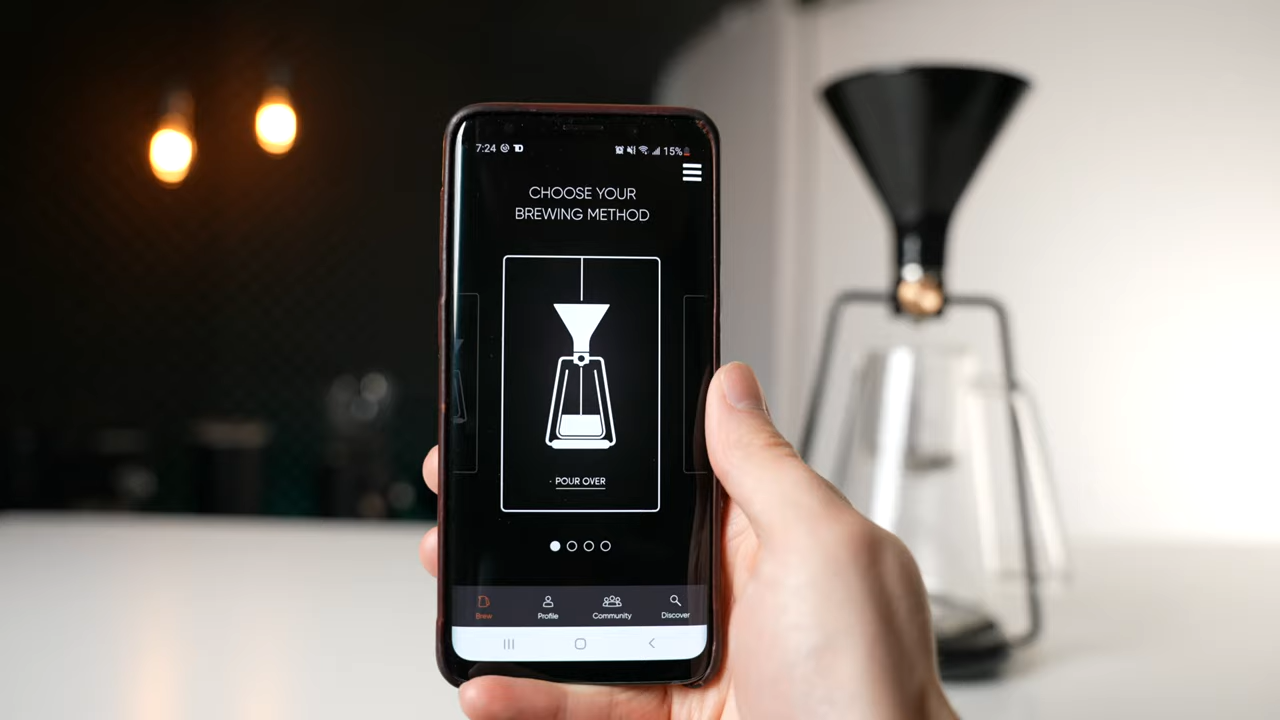 7:24
15%
CHOOSE YOUR
BREWING METHOD
· POUR OVER
Brew
Profile
Community
Discover